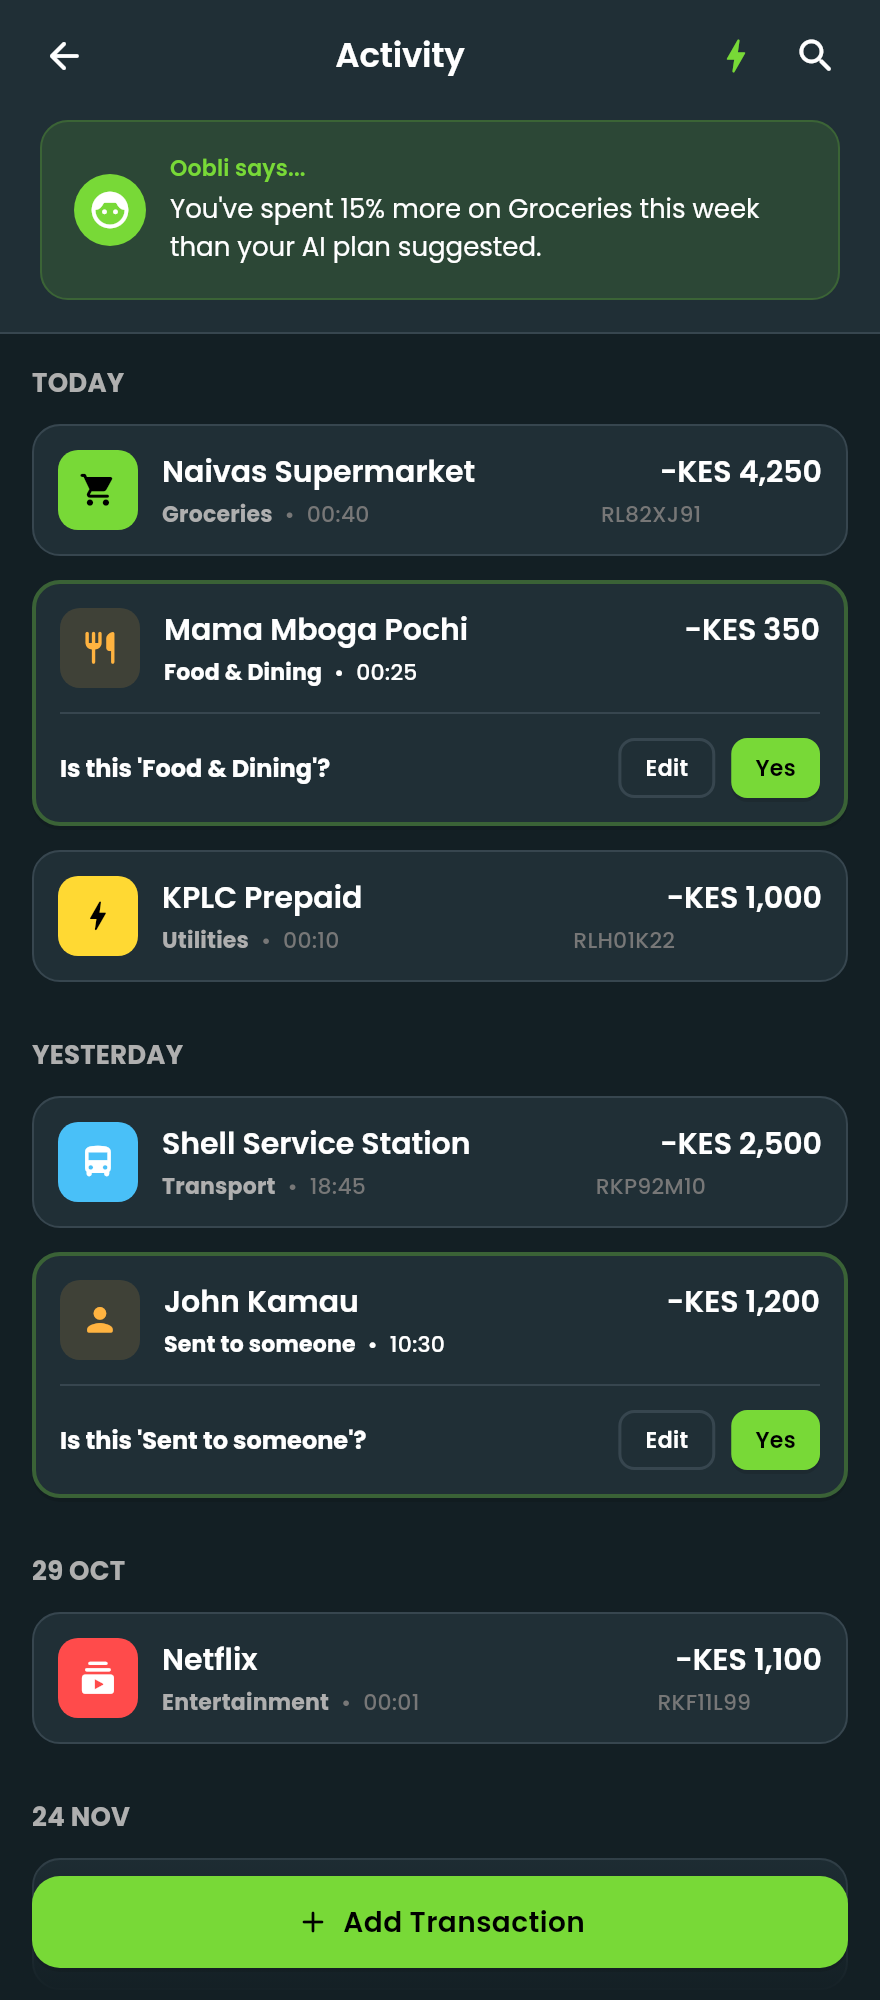 Activity
Oobli says...
You've spent 15% more on Groceries this week
than your AI plan suggested.
TODAY
Naivas Supermarket -KES 4,250
Groceries • 00:40 RL82XJ91
Mama Mboga Pochi -KES 350
Food & Dining • 00:25
Is this 'Food & Dining'? Edit Yes
KPLC Prepaid -KES 1,000
Utilities • 00:10 RLH01K22
YESTERDAY
Shell Service Station -KES 2,500
Transport • 18:45 RKP92M10
John Kamau -KES 1,200
Sent to someone • 10:30
Is this 'Sent to someone'? Edit Yes
29 OCT
Netflix -KES 1,100
Entertainment • 00:01 RKF11L99
24 NOV
+ Add Transaction